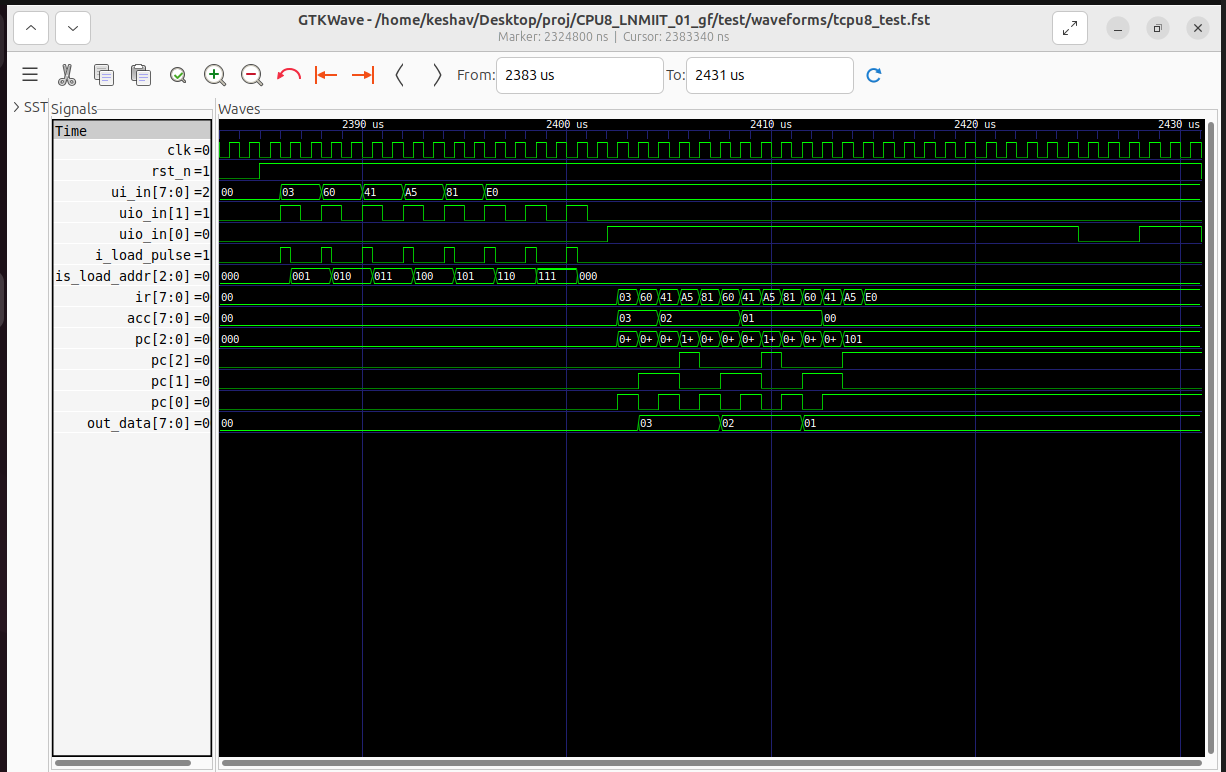 GTKWave - /home/keshav/Desktop/proj/CPU8_LNMIIT_01_gf/test/waveforms/tcpu8_test.fst
Marker: 2324800 ns | Cursor: 2383340 ns
From: 2383 us To: 2431 us
SST Signals Waves
Time 2390 us 2400 us 2410 us 2420 us 2430 us
clk =0
rst_n =1
ui_in[7:0] =2 00 03 60 41 A5 81 E0
uio_in[1] =1
uio_in[0] =0
i_load_pulse =1
is_load_addr[2:0] =0 000 001 010 011 100 101 110 111 000
ir[7:0] =0 00 03 60 41 A5 81 60 41 A5 81 60 41 A5 E0
acc[7:0] =0 00 03 02 01 00
pc[2:0] =0 000 0+ 0+ 0+ 1+ 0+ 0+ 0+ 1+ 0+ 0+ 0+ 101
pc[2] =0
pc[1] =0
pc[0] =0
out_data[7:0] =0 00 03 02 01